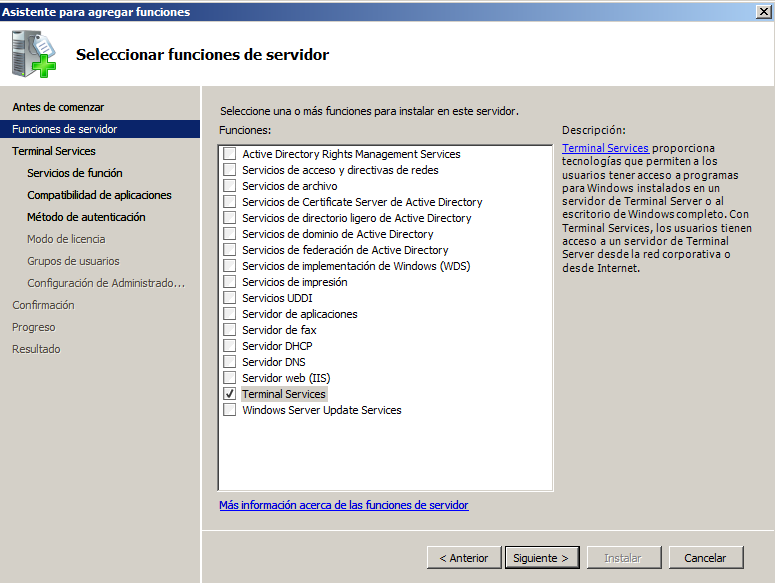 Asistente para agregar funciones
Seleccionar funciones de servidor
Antes de comenzar
Funciones de servidor
Terminal Services
Servicios de función
Compatibilidad de aplicaciones
Método de autenticación
Modo de licencia
Grupos de usuarios
Configuración de Administrado...
Confirmación
Progreso
Resultado
Seleccione una o más funciones para instalar en este servidor.
Funciones:
Active Directory Rights Management Services
Servicios de acceso y directivas de redes
Servicios de archivo
Servicios de Certificate Server de Active Directory
Servicios de directorio ligero de Active Directory
Servicios de dominio de Active Directory
Servicios de federación de Active Directory
Servicios de implementación de Windows (WDS)
Servicios de impresión
Servicios UDDI
Servidor de aplicaciones
Servidor de fax
Servidor DHCP
Servidor DNS
Servidor web (IIS)
Terminal Services
Windows Server Update Services
Más información acerca de las funciones de servidor
Descripción:
Terminal Services proporciona
tecnologías que permiten a los
usuarios tener acceso a programas
para Windows instalados en un
servidor de Terminal Server o al
escritorio de Windows completo. Con
Terminal Services, los usuarios tienen
acceso a un servidor de Terminal
Server desde la red corporativa o
desde Internet.
< Anterior
Siguiente >
Instalar
Cancelar